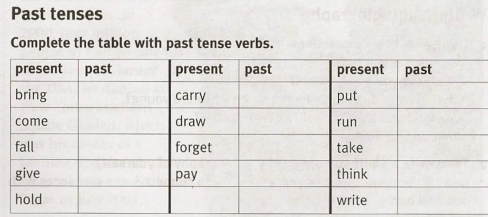 Past tenses
Complete the table with past tense verbs.
present past present past present past
bring carry put
come draw run
fall forget take
give pay think
hold write